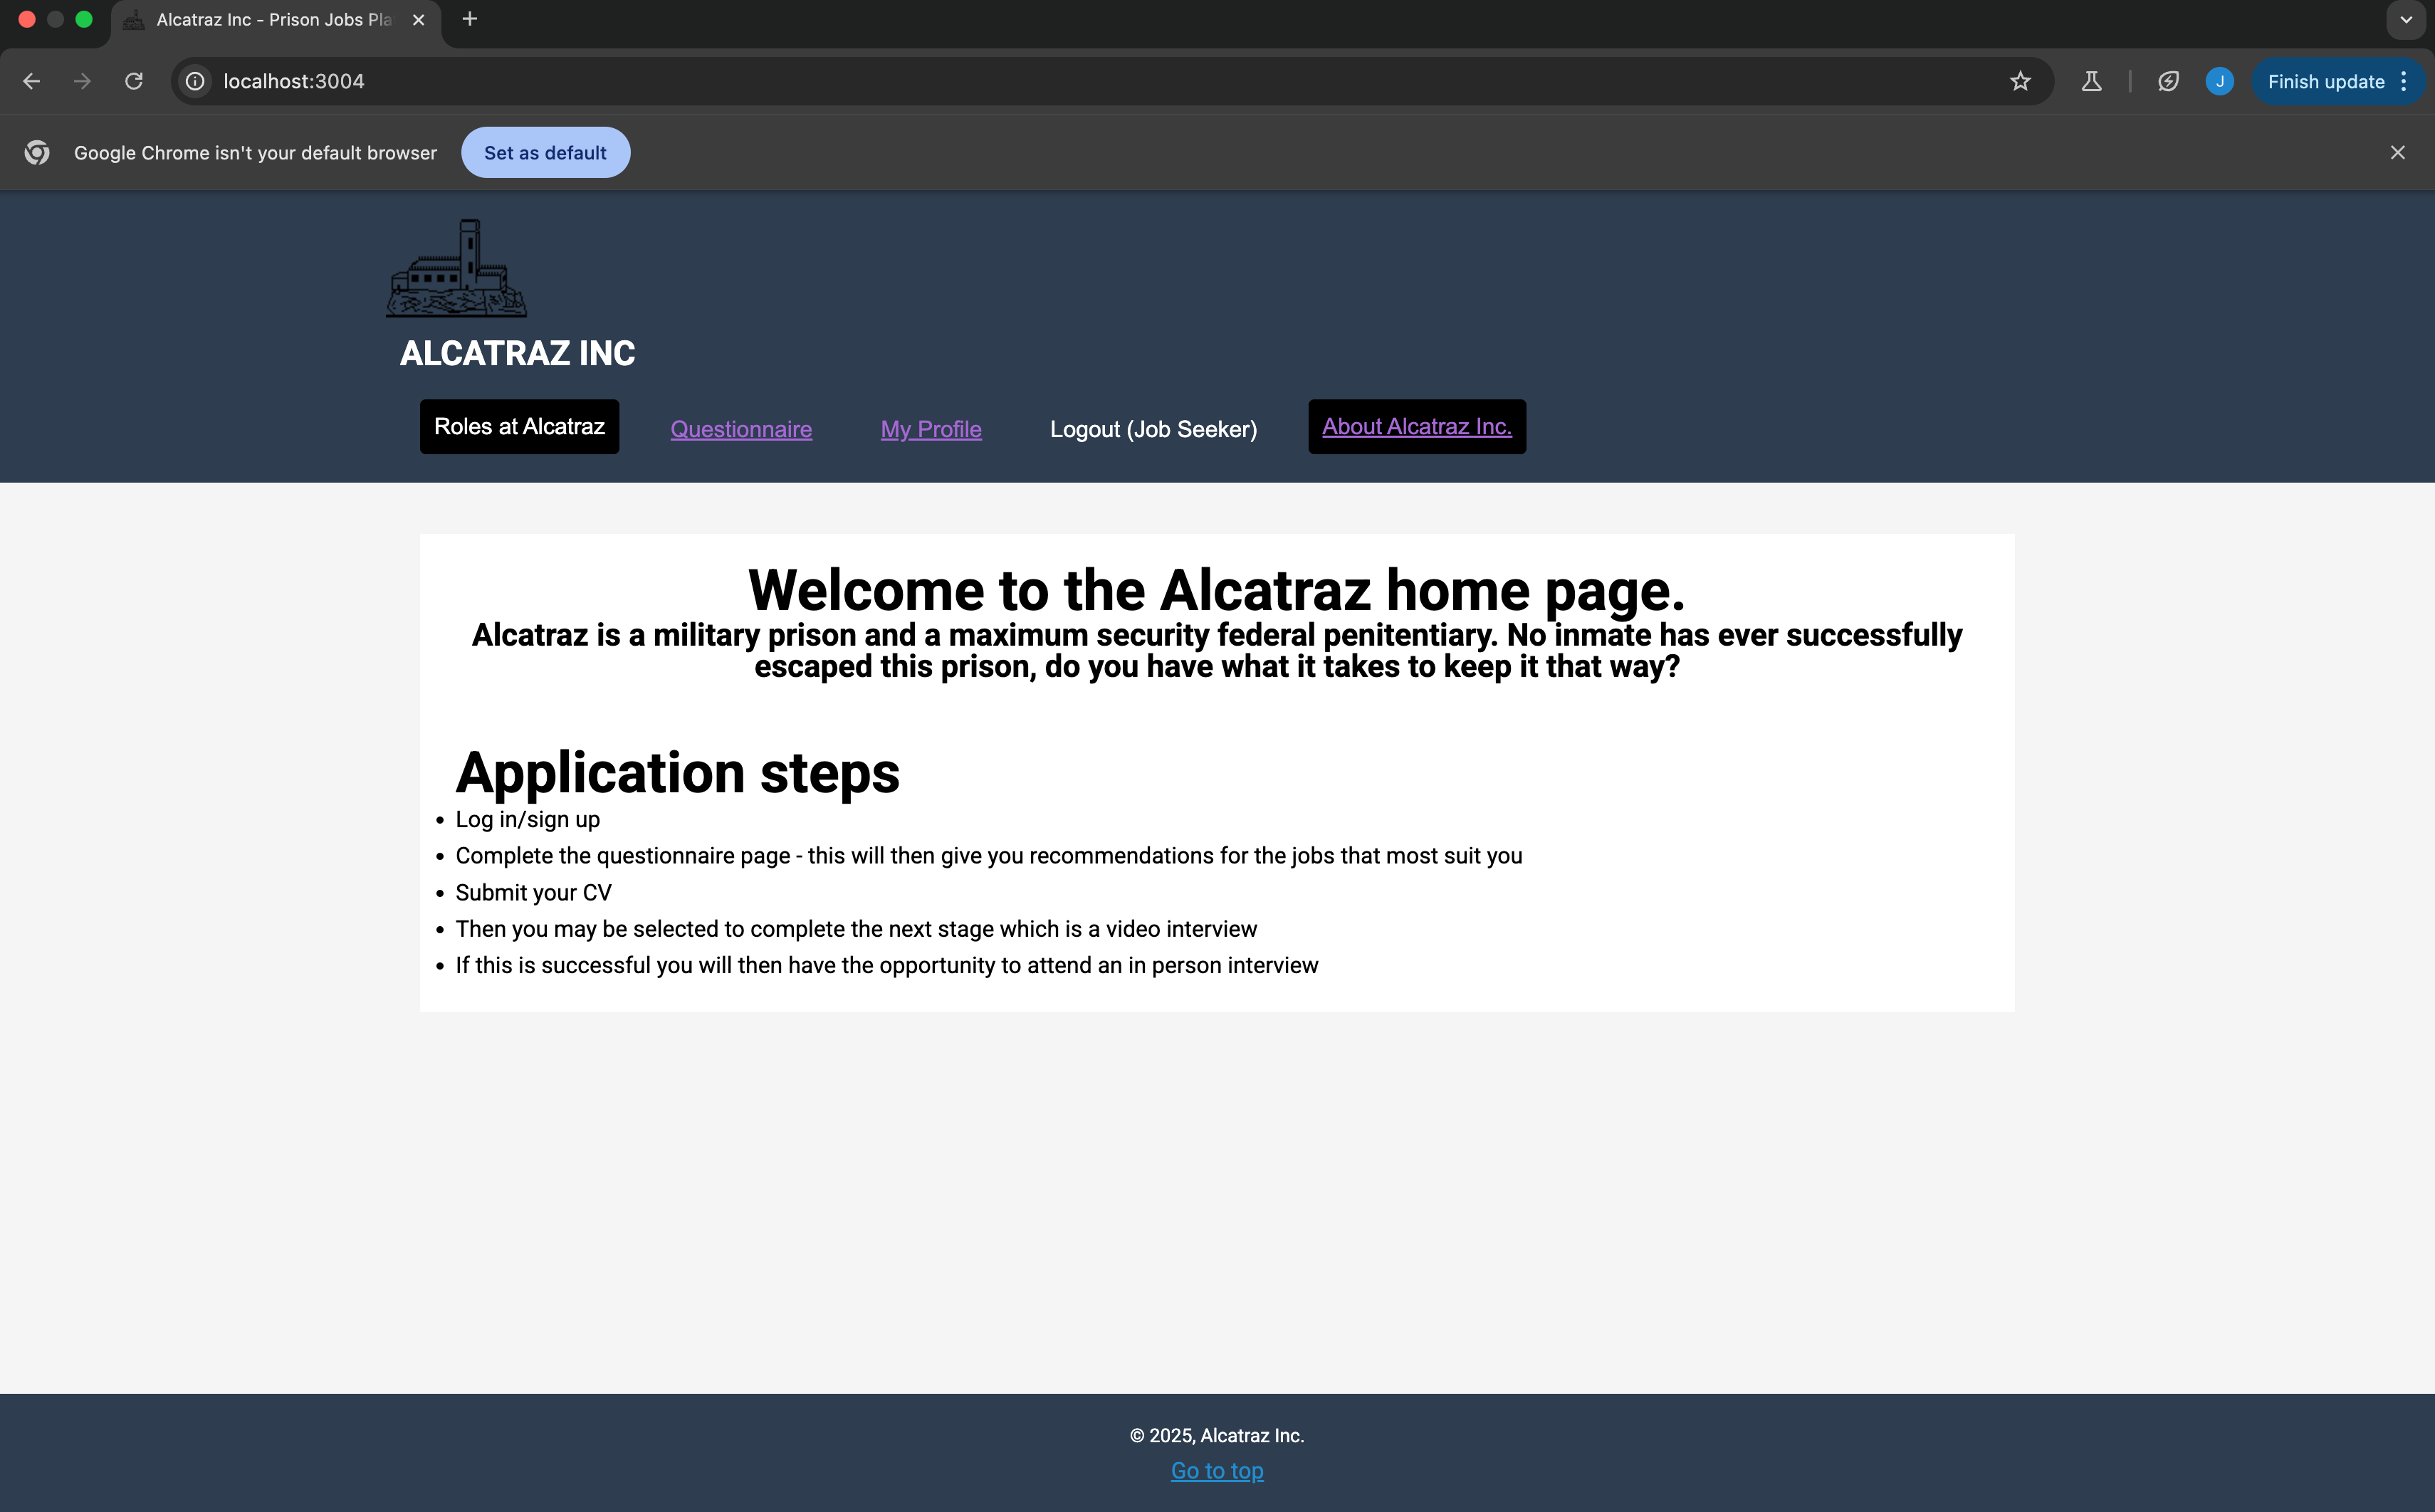 Alcatraz Inc - Prison Jobs Pla
localhost:3004
J
Finish update
Google Chrome isn't your default browser
Set as default
ALCATRAZ INC
Roles at Alcatraz
Questionnaire
My Profile
Logout (Job Seeker)
About Alcatraz Inc.
Welcome to the Alcatraz home page.
Alcatraz is a military prison and a maximum security federal penitentiary. No inmate has ever successfully
escaped this prison, do you have what it takes to keep it that way?
Application steps
• Log in/sign up
• Complete the questionnaire page - this will then give you recommendations for the jobs that most suit you
• Submit your CV
• Then you may be selected to complete the next stage which is a video interview
• If this is successful you will then have the opportunity to attend an in person interview
© 2025, Alcatraz Inc.
Go to top